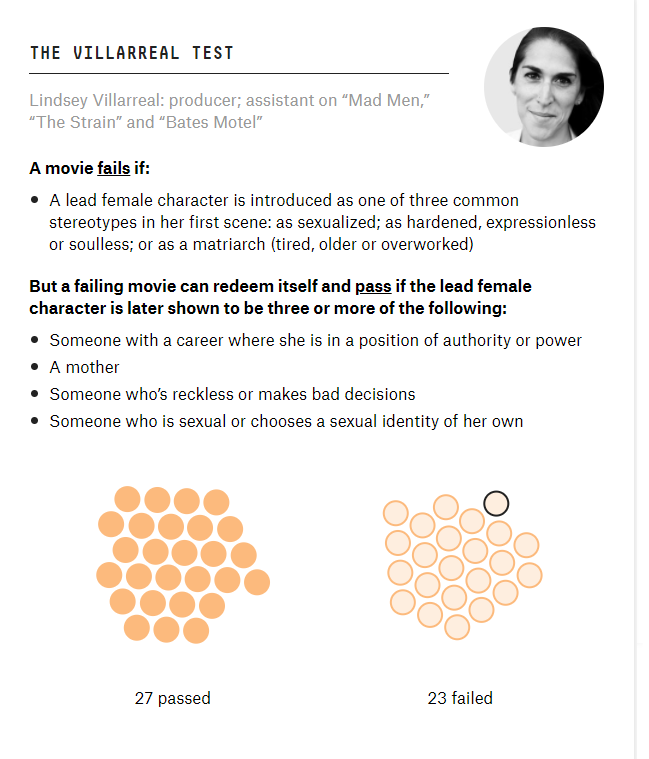 THE VILLARREAL TEST
Lindsey Villarreal: producer; assistant on “Mad Men,”
“The Strain” and “Bates Motel”
A movie fails if:
• A lead female character is introduced as one of three common
stereotypes in her first scene: as sexualized; as hardened, expressionless
or soulless; or as a matriarch (tired, older or overworked)
But a failing movie can redeem itself and pass if the lead female
character is later shown to be three or more of the following:
• Someone with a career where she is in a position of authority or power
• A mother
• Someone who’s reckless or makes bad decisions
• Someone who is sexual or chooses a sexual identity of her own
27 passed
23 failed